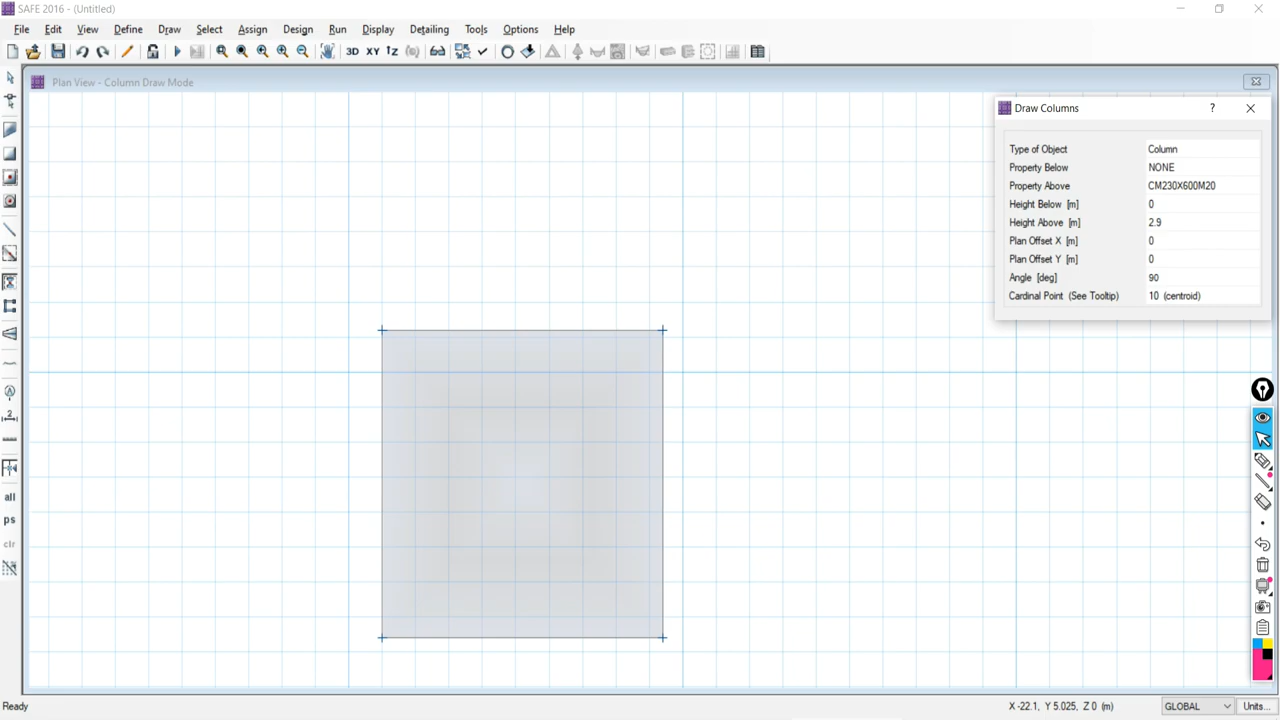 SAFE 2016 - (Untitled)
File Edit View Define Draw Select Assign Design Run Display Detailing Tools Options Help
3D XY
Plan View - Column Draw Mode
Draw Columns ?
Type of Object Column
Property Below NONE
Property Above CM230X600M20
Height Below [m] 0
Height Above [m] 2.9
Plan Offset X [m] 0
Plan Offset Y [m] 0
Angle [deg] 90
Cardinal Point (See Tooltip) 10 (centroid)
2
all
ps
clr
Ready X -22.1, Y 5.025, Z 0 (m) GLOBAL Units...